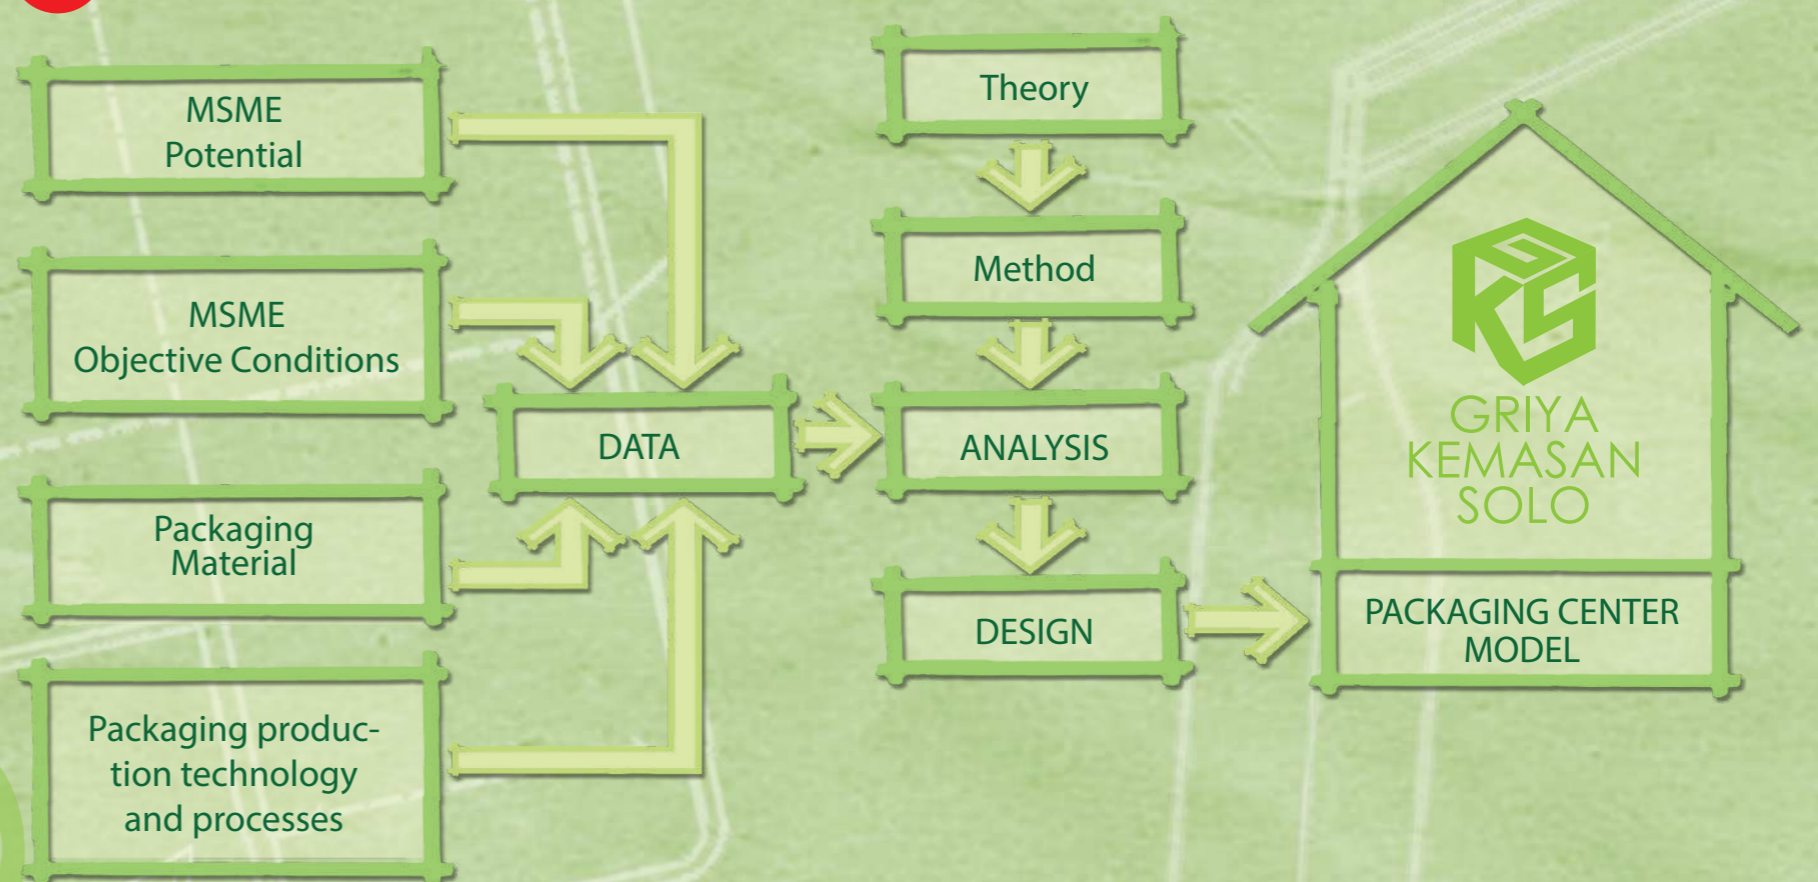 MSME
Potential
MSME
Objective Conditions
Packaging
Material
Packaging produc-
tion technology
and processes
DATA
Theory
Method
ANALYSIS
DESIGN
GKS
GRIYA
KEMASAN
SOLO
PACKAGING CENTER
MODEL